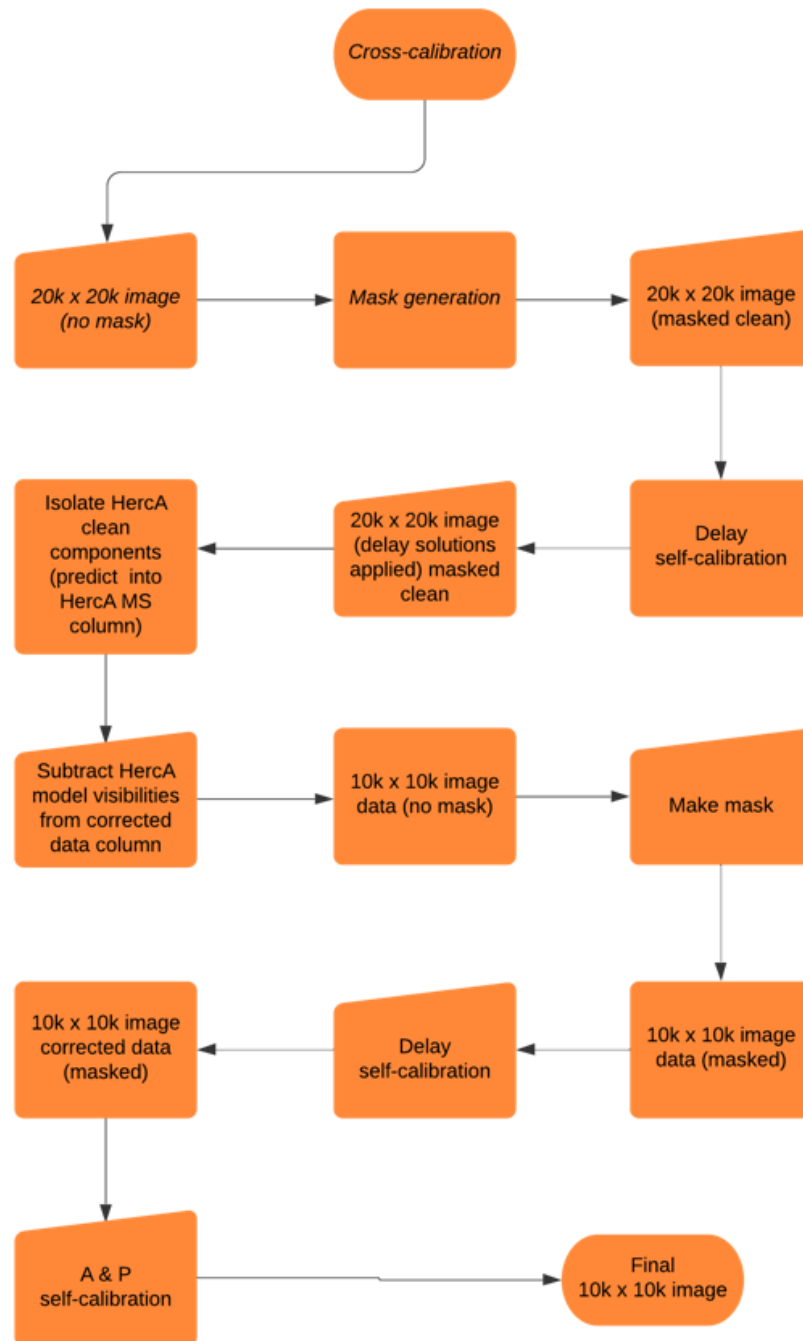 Cross-calibration
20k x 20k image
(no mask)
Mask generation
20k x 20k image
(masked clean)
Delay
self-calibration
20k x 20k image
(delay solutions
applied) masked
clean
Isolate HercA
clean
components
(predict into
HercA MS
column)
Subtract HercA
model visibilities
from corrected
data column
10k x 10k image
data (no mask)
Make mask
10k x 10k image
data (masked)
Delay
self-calibration
10k x 10k image
corrected data
(masked)
A & P
self-calibration
Final
10k x 10k image